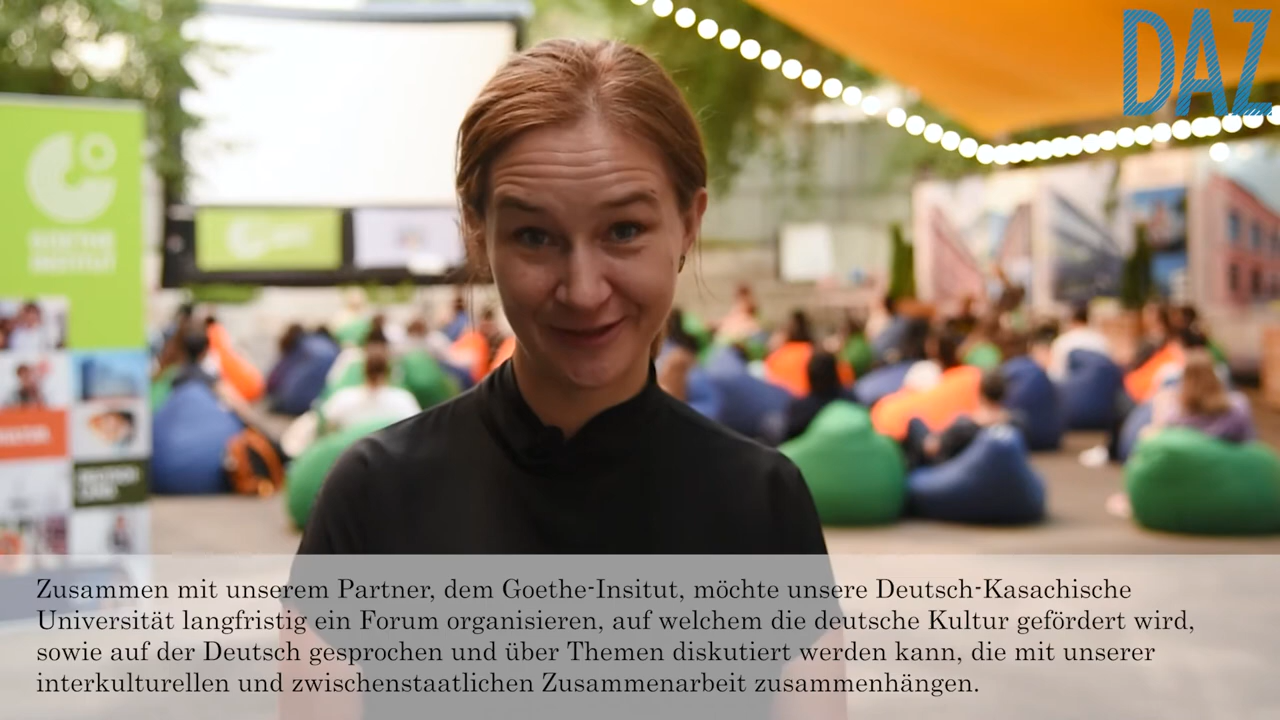 DAZ
GOETHE
INSTITUT
Zusammen mit unserem Partner, dem Goethe-Insitut, möchte unsere Deutsch-Kasachische
Universität langfristig ein Forum organisieren, auf welchem die deutsche Kultur gefördert wird,
sowie auf der Deutsch gesprochen und über Themen diskutiert werden kann, die mit unserer
interkulturellen und zwischenstaatlichen Zusammenarbeit zusammenhängen.